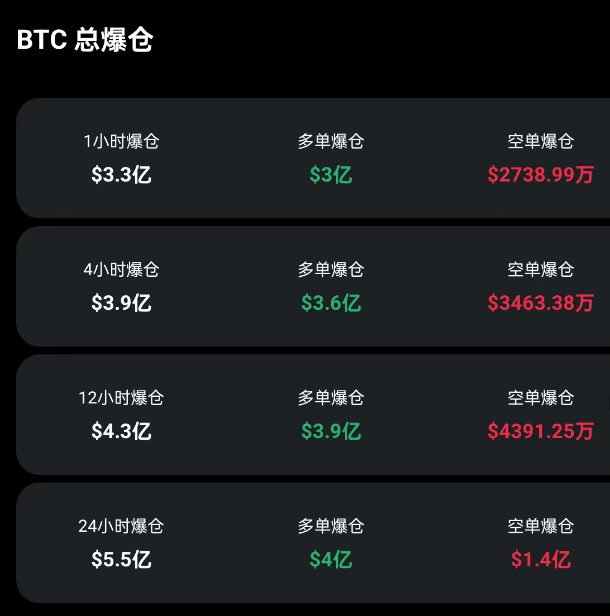 BTC 总爆仓
1小时爆仓 多单爆仓 空单爆仓
$3.3亿 $3亿 $2738.99万
4小时爆仓 多单爆仓 空单爆仓
$3.9亿 $3.6亿 $3463.38万
12小时爆仓 多单爆仓 空单爆仓
$4.3亿 $3.9亿 $4391.25万
24小时爆仓 多单爆仓 空单爆仓
$5.5亿 $4亿 $1.4亿